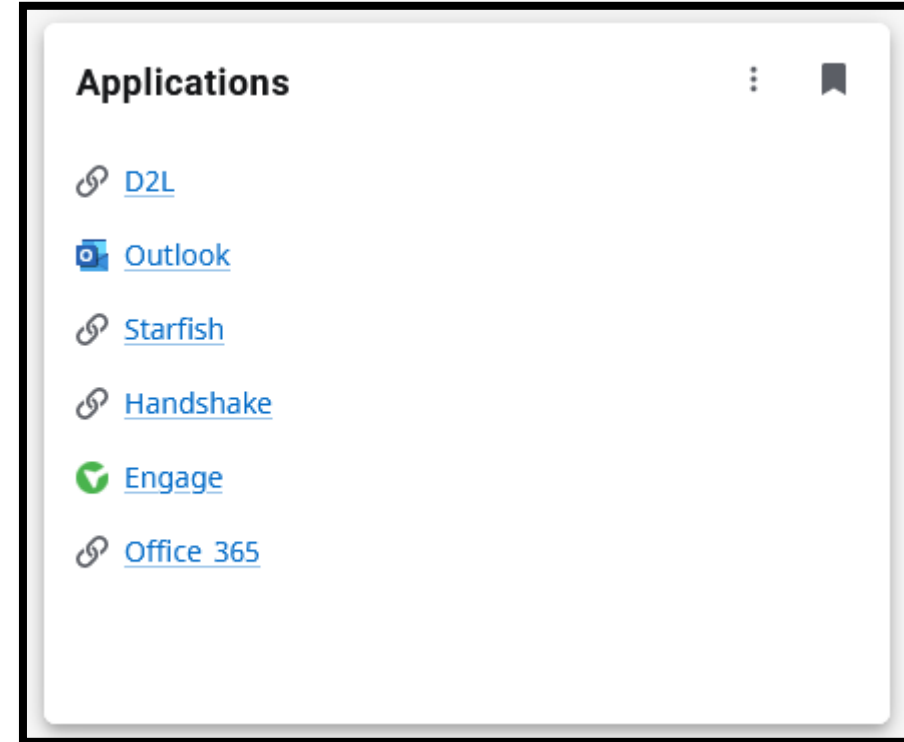 Applications
D2L
Outlook
Starfish
Handshake
Engage
Office 365